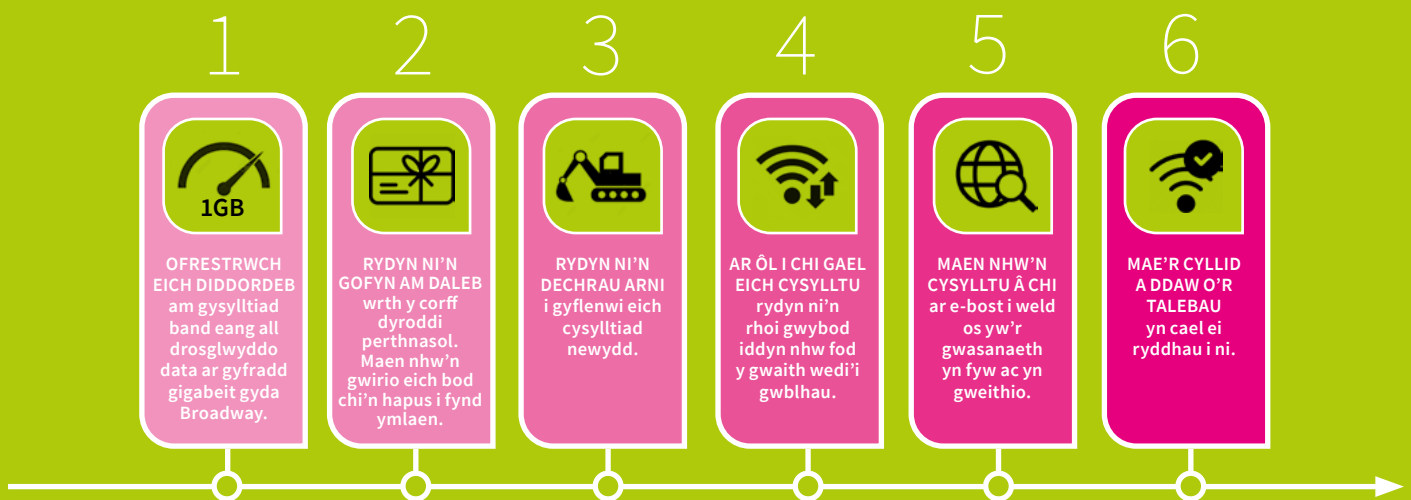 1
2
3
4
5
6
1GB
OFRESTRWCH
EICH DIDDORDEB
am gysylltiad
band eang all
drosglwyddo
data ar gyfradd
gigabeit gyda
Broadway.
RYDYN NI’N
GOFYN AM DALEB
wrth y corff
dyroddi
perthnasol.
Maen nhw’n
gwirio eich bod
chi’n hapus i fynd
ymlaen.
RYDYN NI’N
DECHRAU ARNI
i gyflenwi eich
cysylltiad
newydd.
AR ÔL I CHI GAEL
EICH CYSYLLTU
rydyn ni’n
rhoi gwybod
iddyn nhw fod
y gwaith wedi’i
gwblhau.
MAEN NHW’N
CYSYLLTU Â CHI
ar e-bost i weld
os yw’r
gwasanaeth
yn fyw ac yn
gweithio.
MAE’R CYLLID
A DDAW O’R
TALEBAU
yn cael ei
ryddhau i ni.